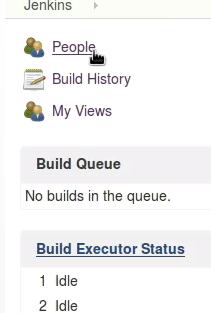 Jenkins
People
Build History
My Views
Build Queue
No builds in the queue.
Build Executor Status
1 Idle
2 Idle